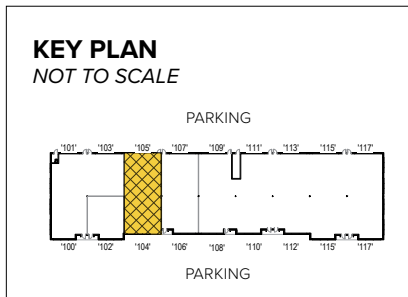 KEY PLAN
NOT TO SCALE
PARKING
'101' '103' '105' '107' '109' '111' '113' '115' '117'
'100' '102' '104' '106' '108' '110' '112' '115' '117'
PARKING